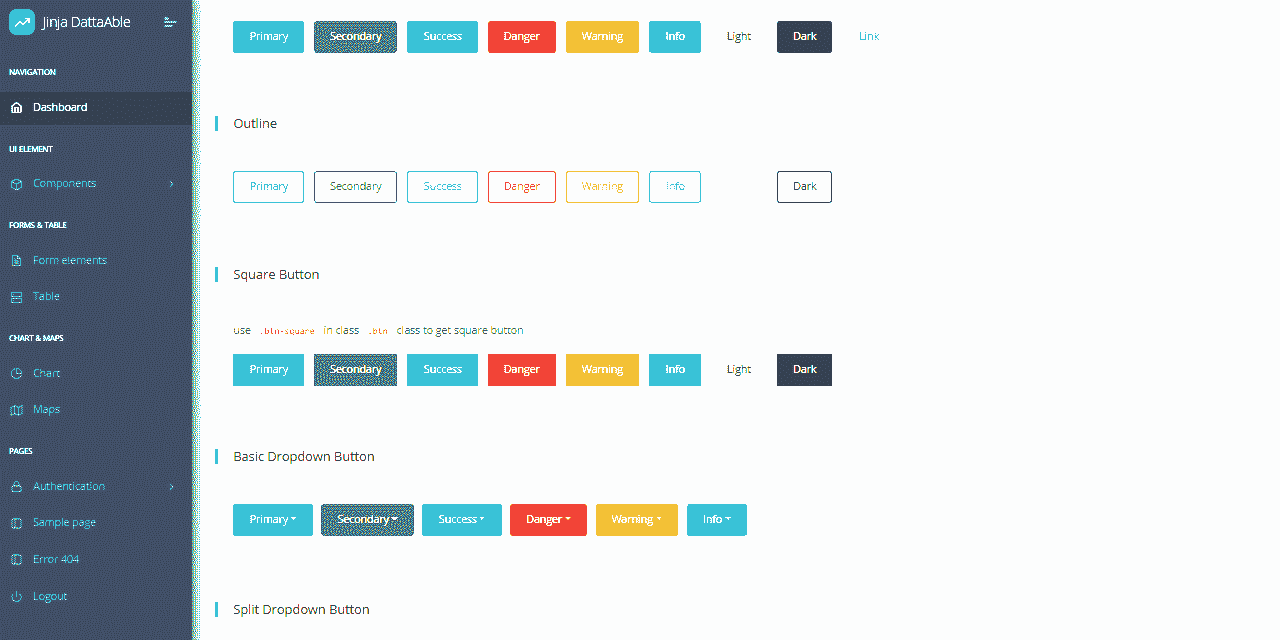 Jinja DattaAble
NAVIGATION
Dashboard
UI ELEMENT
Components
FORMS & TABLE
Form elements
Table
CHART & MAPS
Chart
Maps
PAGES
Authentication
Sample page
Error 404
Logout
Primary Secondary Success Danger Warning Info Light Dark Link
Outline
Primary Secondary Success Danger Warning Info Dark
Square Button
use .btn-square in class .btn class to get square button
Primary Secondary Success Danger Warning Info Light Dark
Basic Dropdown Button
Primary Secondary Success Danger Warning Info
Split Dropdown Button